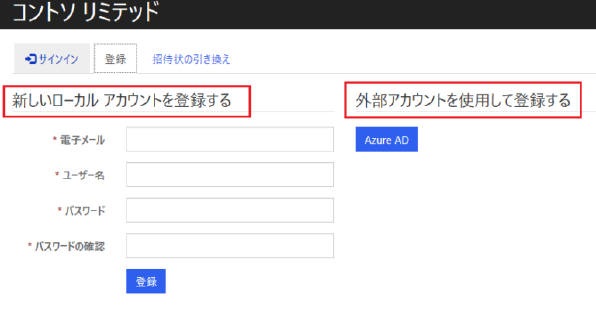 コントソ リミテッド
サインイン 登録 招待状の引き換え
新しいローカル アカウントを登録する
* 電子メール
* ユーザー名
* パスワード
* パスワードの確認
登録
外部アカウントを使用して登録する
Azure AD